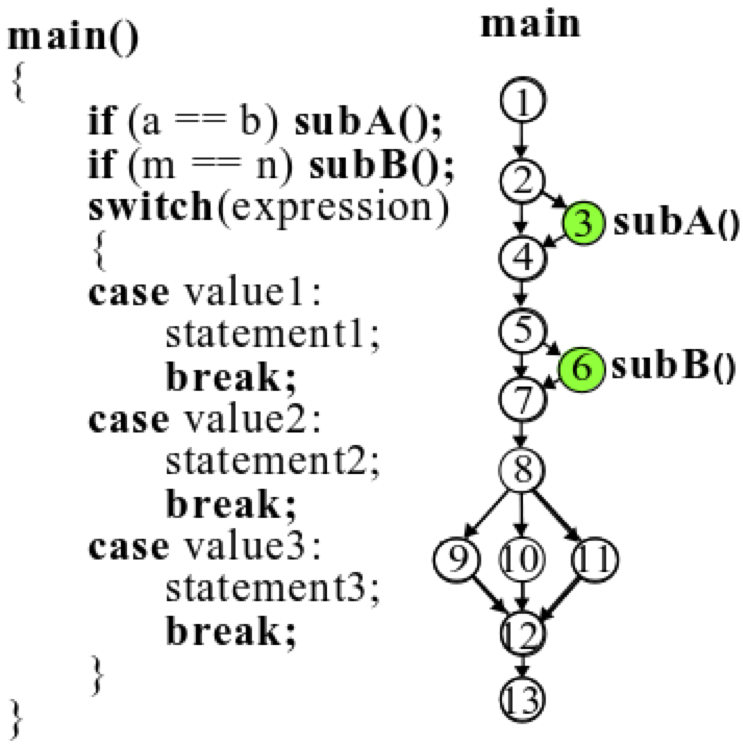 main()
{
if (a == b) subA();
if (m == n) subB();
switch(expression)
{
case value1:
statement1;
break;
case value2:
statement2;
break;
case value3:
statement3;
break;
}
}
main
1
2
3 subA()
4
5
6 subB()
7
8
9 10 11
12
13